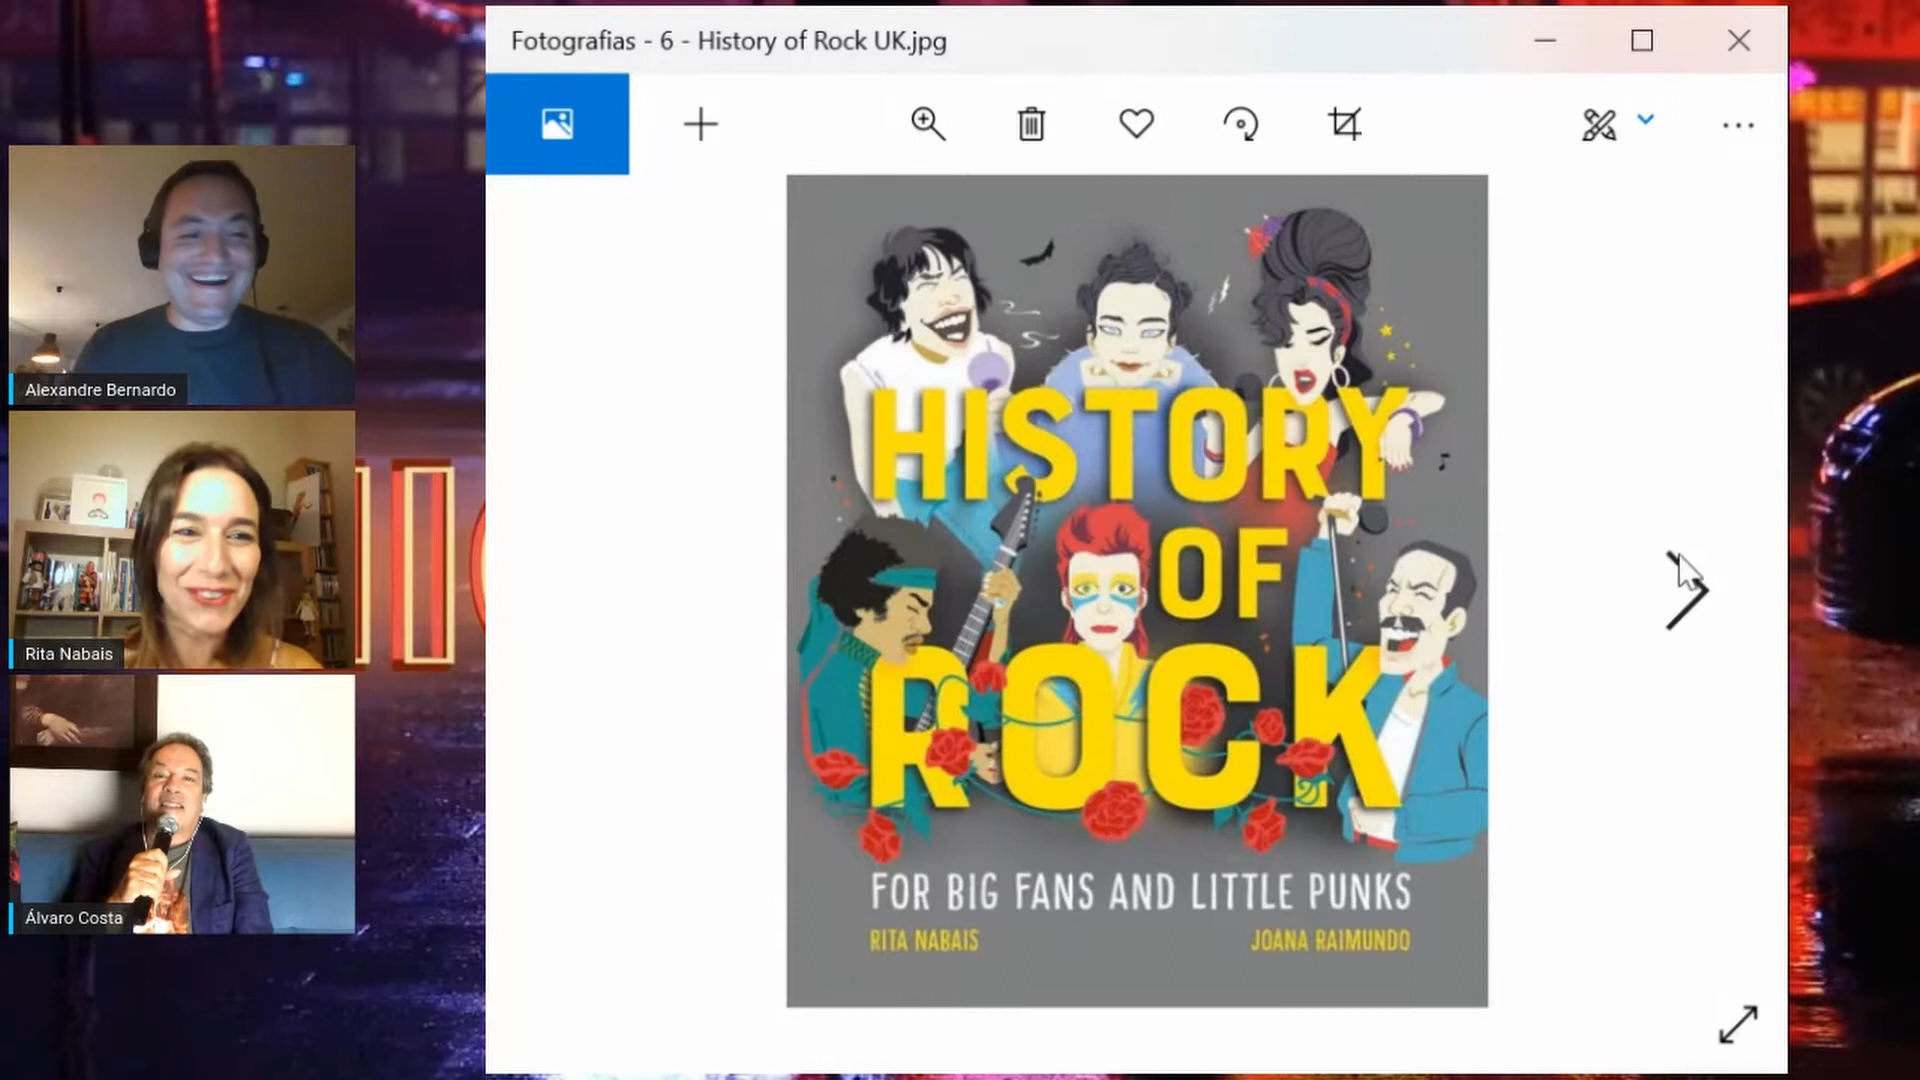 Fotografias - 6 - History of Rock UK.jpg
Alexandre Bernardo
Rita Nabais
Álvaro Costa
HISTORY
OF
ROCK
FOR BIG FANS AND LITTLE PUNKS
RITA NABAIS
JOANA RAIMUNDO